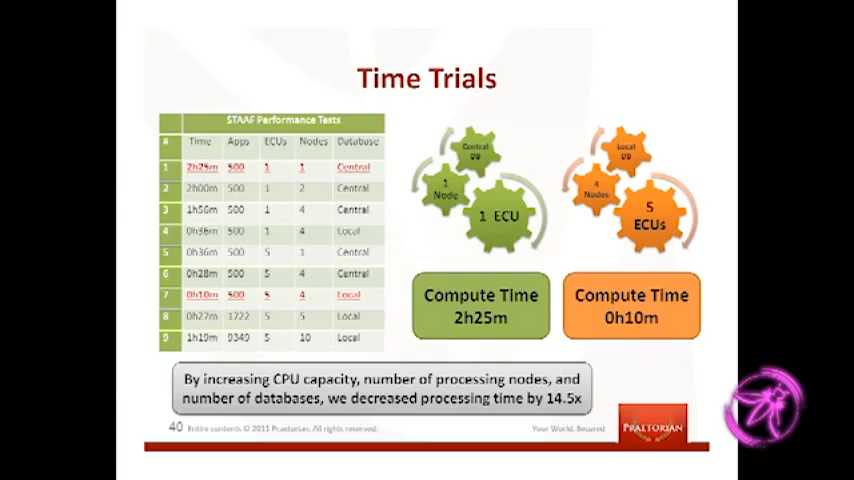 Time Trials
STAAF Performance Tests
# Time Apps ECUs Nodes Database
1 2h25m 500 1 1 Central
2 2h00m 500 1 2 Central
3 1h56m 500 1 4 Central
4 0h36m 500 1 4 Local
5 0h36m 500 5 1 Central
6 0h28m 500 5 4 Central
7 0h10m 500 5 4 Local
8 0h27m 1722 5 5 Local
9 1h19m 9349 5 10 Local
Central
DB
1
Node
1 ECU
Compute Time
2h25m
Local
DB
4
Nodes
5
ECUs
Compute Time
0h10m
By increasing CPU capacity, number of processing nodes, and
number of databases, we decreased processing time by 14.5x
40 Entire contents © 2011 Praetorian. All rights reserved.
Your World, Secured
PRAETORIAN